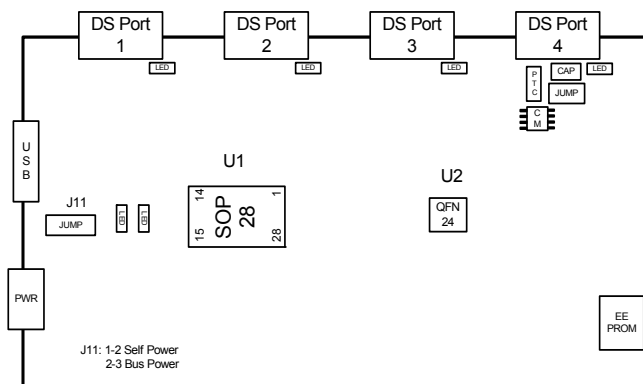 DS Port
1
DS Port
2
DS Port
3
DS Port
4
LED
LED
LED
LED
PTC
CAP
JUMP
CM
USB
J11
JUMP
LED
LED
U1
14
1
SOP
28
15
28
U2
QFN
24
PWR
EE
PROM
J11: 1-2 Self Power
2-3 Bus Power